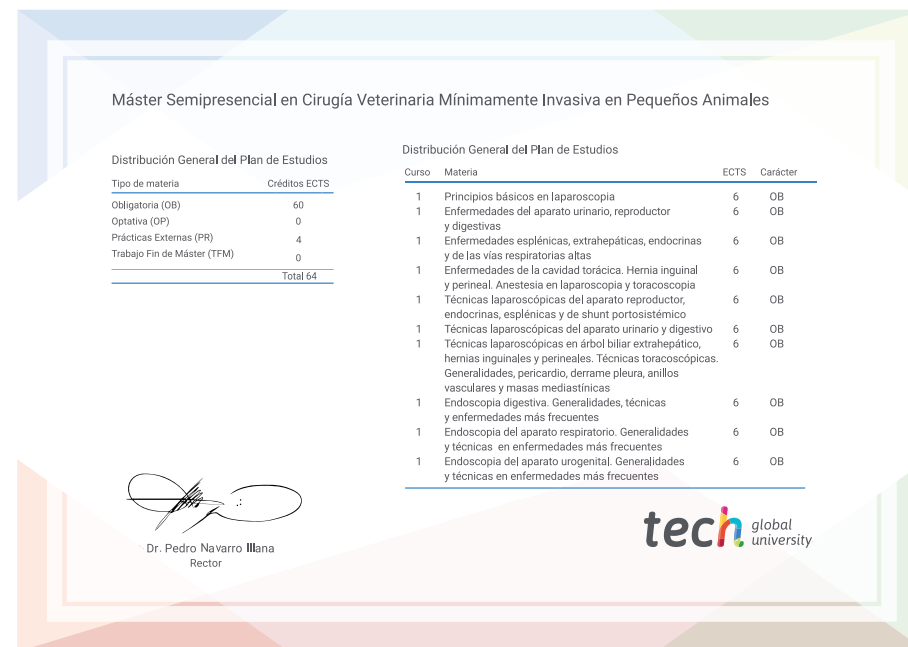 Máster Semipresencial en Cirugía Veterinaria Mínimamente Invasiva en Pequeños Animales
Distribución General del Plan de Estudios
Tipo de materia Créditos ECTS
Obligatoria (OB) 60
Optativa (OP) 0
Prácticas Externas (PR) 4
Trabajo Fin de Máster (TFM) 0
Total 64
Distribución General del Plan de Estudios
Curso Materia ECTS Carácter
1 Principios básicos en laparoscopia 6 OB
1 Enfermedades del aparato urinario, reproductor 6 OB
y digestivas
1 Enfermedades esplénicas, extrahepáticas, endocrinas 6 OB
y de las vías respiratorias altas
1 Enfermedades de la cavidad torácica. Hernia inguinal 6 OB
y perineal. Anestesia en laparoscopia y toracoscopia
1 Técnicas laparoscópicas del aparato reproductor, 6 OB
endocrinas, esplénicas y de shunt portosistémico
1 Técnicas laparoscópicas del aparato urinario y digestivo 6 OB
1 Técnicas laparoscópicas en árbol biliar extrahepático, 6 OB
hernias inguinales y perineales. Técnicas toracoscópicas.
Generalidades, pericardio, derrame pleura, anillos
vasculares y masas mediastínicas
1 Endoscopia digestiva. Generalidades, técnicas 6 OB
y enfermedades más frecuentes
1 Endoscopia del aparato respiratorio. Generalidades 6 OB
y técnicas en enfermedades más frecuentes
1 Endoscopia del aparato urogenital. Generalidades 6 OB
y técnicas en enfermedades más frecuentes
Dr. Pedro Navarro Illana
Rector
tech global
university